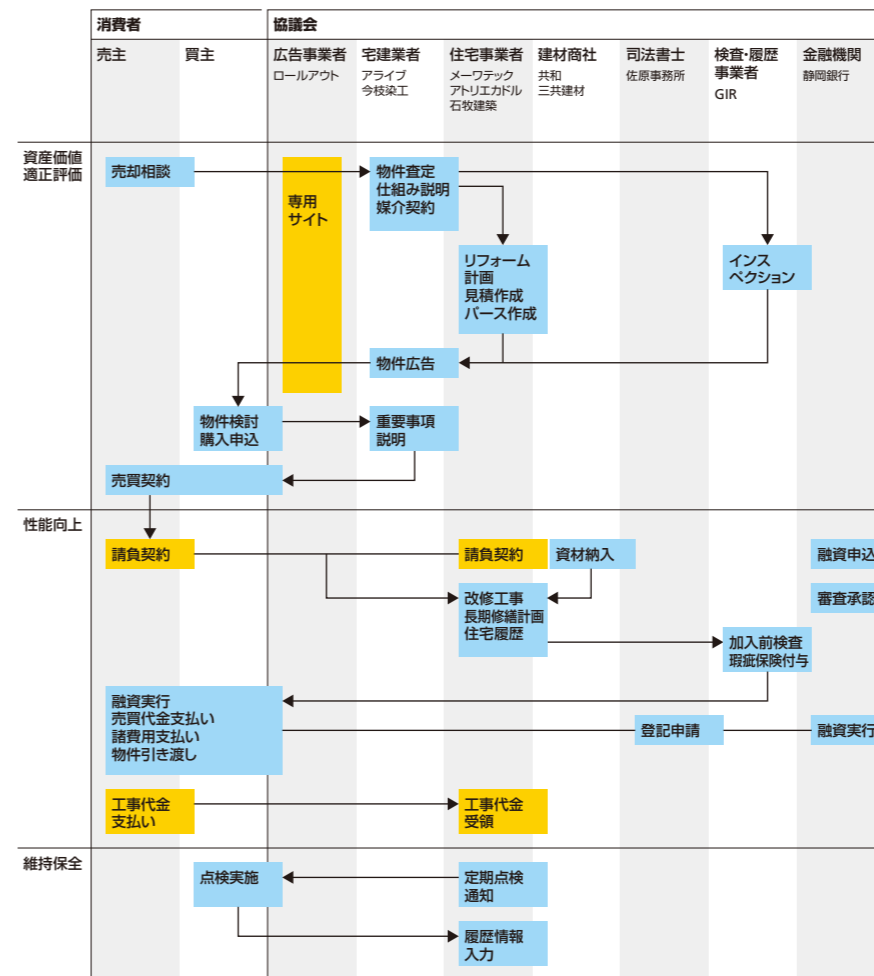 消費者
協議会
売主
買主
広告事業者
ロールアウト
宅建業者
アライブ
今枝染工
住宅事業者
メーワテック
アトリエカドル
石牧建築
建材商社
共和
三共建材
司法書士
佐原事務所
検査・履歴
事業者
GIR
金融機関
静岡銀行
資産価値
適正評価
売却相談
専用
サイト
物件査定
仕組み説明
媒介契約
リフォーム
計画
見積作成
パース作成
インス
ペクション
物件広告
物件検討
購入申込
重要事項
説明
売買契約
性能向上
請負契約
請負契約
資材納入
融資申込
改修工事
長期修繕計画
住宅履歴
審査承認
加入前検査
瑕疵保険付与
融資実行
売買代金支払い
諸費用支払い
物件引き渡し
登記申請
融資実行
工事代金
支払い
工事代金
受領
維持保全
点検実施
定期点検
通知
履歴情報
入力